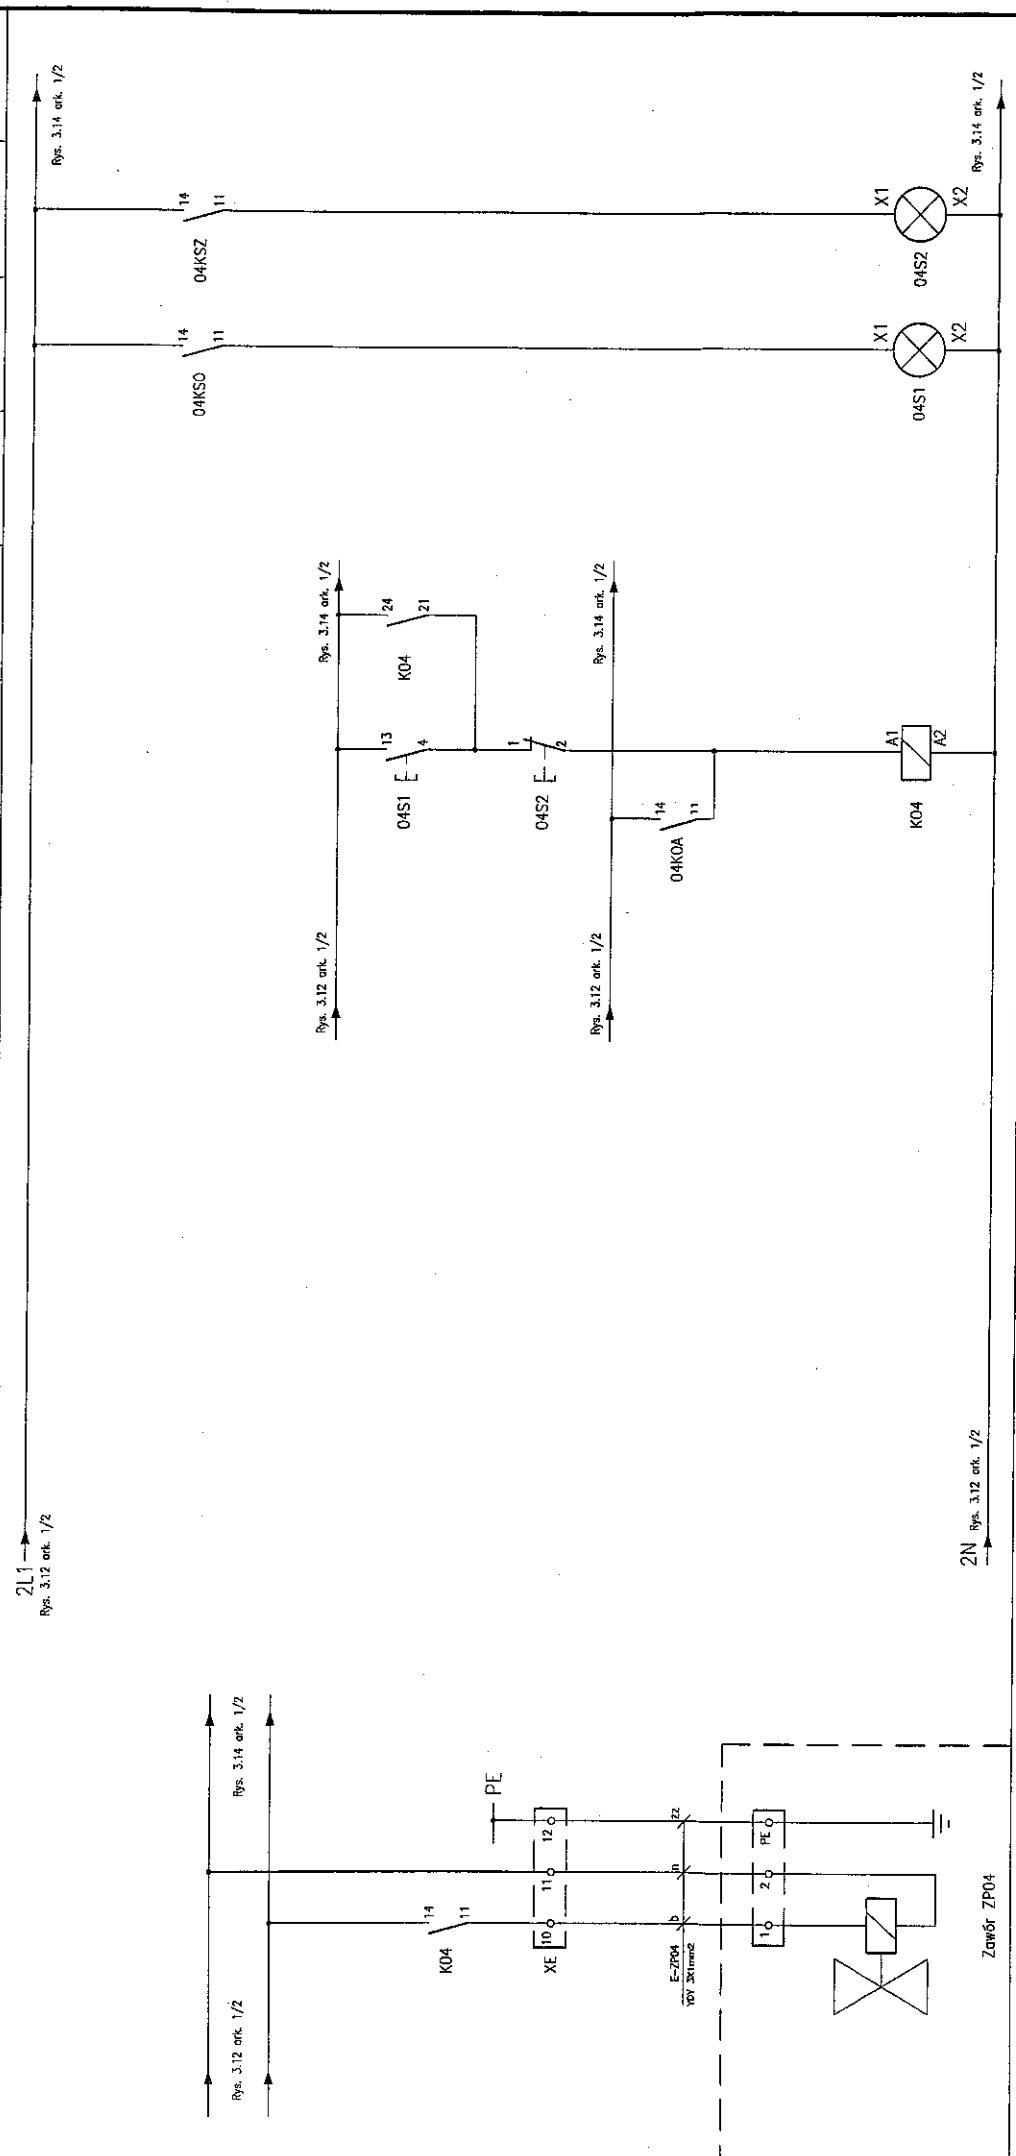 2L1
Rys. 3.12 ark. 1/2
Rys. 3.14 ark. 1/2
Rys. 3.12 ark. 1/2
Rys. 3.14 ark. 1/2
K04
14
11
PE
XE
10
11
12
E-ZP04
YDY 3X1mm2
b
n
zz
1
2
PE
Zawór ZP04
Rys. 3.12 ark. 1/2
Rys. 3.14 ark. 1/2
04S1
13
4
K04
24
21
04S2
1
2
Rys. 3.12 ark. 1/2
Rys. 3.14 ark. 1/2
04K0A
14
11
K04
A1
A2
04KS0
14
11
04KSZ
14
11
04S1
X1
X2
04S2
X1
X2
2N
Rys. 3.12 ark. 1/2
Rys. 3.14 ark. 1/2